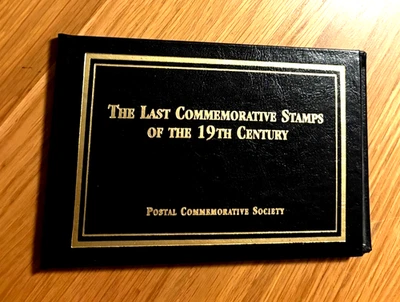 The Last Commemorative Stamps
of the 19th Century
Postal Commemorative Society